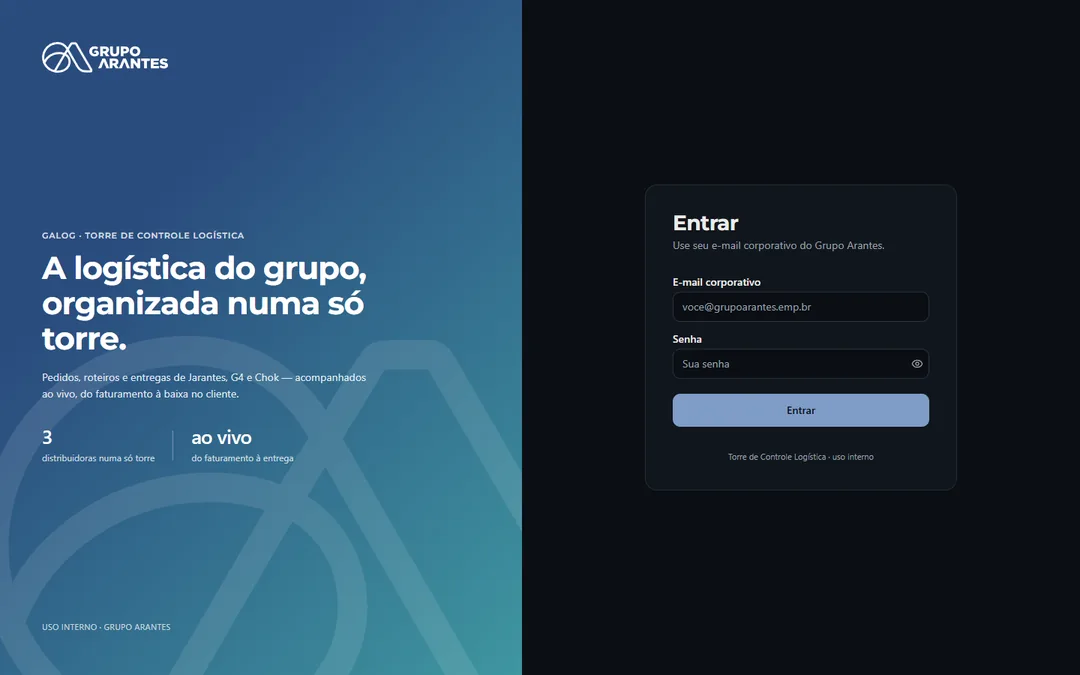 GRUPO
ARANTES
GALOG · TORRE DE CONTROLE LOGÍSTICA
A logística do grupo,
organizada numa só
torre.
Pedidos, roteiros e entregas de Jarantes, G4 e Chok — acompanhados
ao vivo, do faturamento à baixa no cliente.
3
distribuidoras numa só torre
ao vivo
do faturamento à entrega
USO INTERNO · GRUPO ARANTES
Entrar
Use seu e-mail corporativo do Grupo Arantes.
E-mail corporativo
voce@grupoarantes.emp.br
Senha
Sua senha
Entrar
Torre de Controle Logística · uso interno